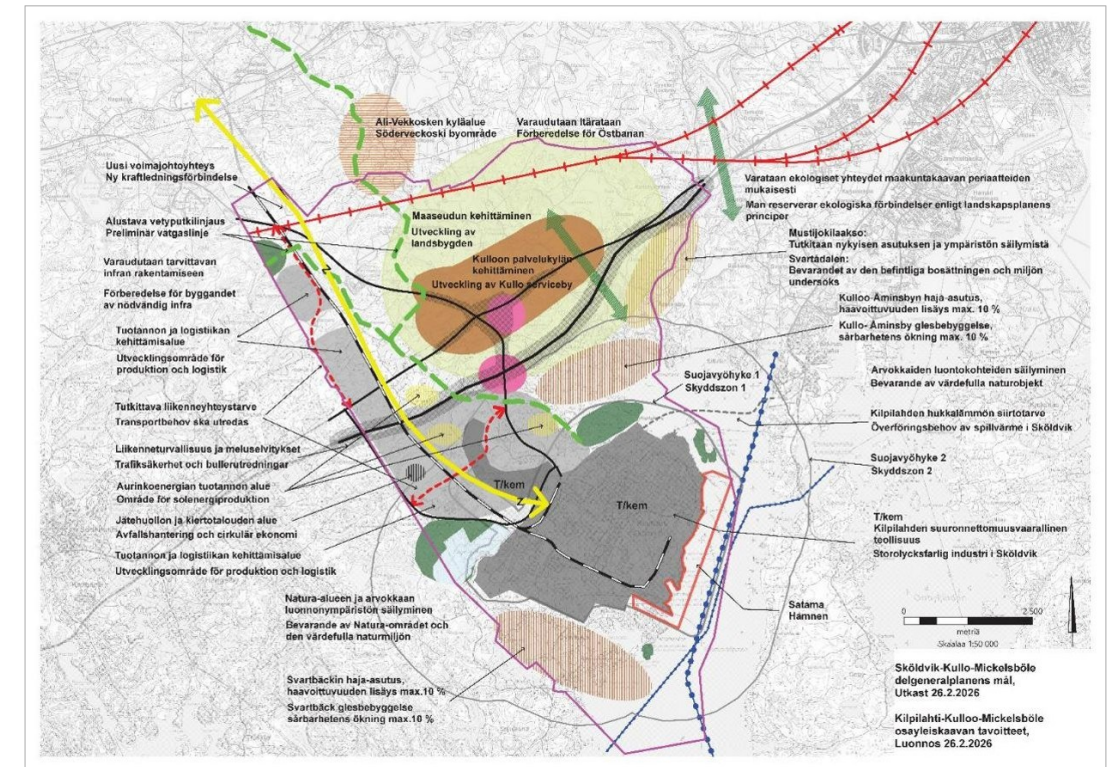 Ali-Vekkosken kyläalue
Söderveckoski byområde
Varaudutaan Itärataan
Förberedelse för Östbanan
Uusi voimajohtoyhteys
Ny kraftledningsförbindelse
Alustava vetyputkilinjaus
Preliminär vätgaslinje
Varaudutaan tarvittavan
infran rakentamiseen
Förberedelse för byggandet
av nödvändig infra
Tuotannon ja logistiikan
kehittämisalue
Utvecklingsområde för
produktion och logistik
Tutkittava liikenneyhteystarve
Transportbehov ska utredas
Liikenneturvallisuus ja meluselvitykset
Trafiksäkerhet och bullerutredningar
Aurinkoenergian tuotannon alue
Område för solenergiproduktion
Jätehuollon ja kiertotalouden alue
Avfallshantering och cirkulär ekonomi
Tuotannon ja logistiikan kehittämisalue
Utvecklingsområde för produktion och logistik
Natura-alueen ja arvokkaan
luonnonympäristön säilyminen
Bevarande av Natura-området och
den värdefulla naturmiljön
Svartbäckin haja-asutus,
haavoittuvuuden lisäys max.10 %
Svartbäck glesbebyggelse
sårbarhetens ökning max.10 %
Maaseudun kehittäminen
Utveckling av
landsbygden
Kulloon palvelukylän
kehittäminen
Utveckling av Kullo serviceby
Z
T/kem
Z
T/kem
Varataan ekologiset yhteydet maakuntakaavan periaatteiden
mukaisesti
Man reserverar ekologiska förbindelser enligt landskapsplanens
principer
Mustijokilaakso:
Tutkitaan nykyisen asutuksen ja ympäristön säilymistä
Svartådalen:
Bevarandet av den befintliga bosättningen och miljön
undersöks
Kulloo-Åminsbyn haja-asutus,
haavoittuvuuden lisäys max. 10 %
Kullo- Åminsby glesbebyggelse,
sårbarhetens ökning max. 10 %
Suojavyöhyke 1
Skyddszon 1
Arvokkaiden luontokohteiden säilyminen
Bevarande av värdefulla naturobjekt
Kilpilahden hukkalämmön siirtotarve
Överföringsbehov av spillvärme i Sköldvik
Suojavyöhyke 2
Skyddszon 2
T/kem
Kilpilahden suuronnettomuusvaarallinen
teollisuus
Storolycksfarlig industri i Sköldvik
Satama
Hamnen
0 2 500
metriä
Skaalaa 1:50 000
Sköldvik-Kullo-Mickelsböle
delgeneralplanens mål,
Utkast 26.2.2026
Kilpilahti-Kulloo-Mickelsböle
osayleiskaavan tavoitteet,
Luonnos 26.2.2026